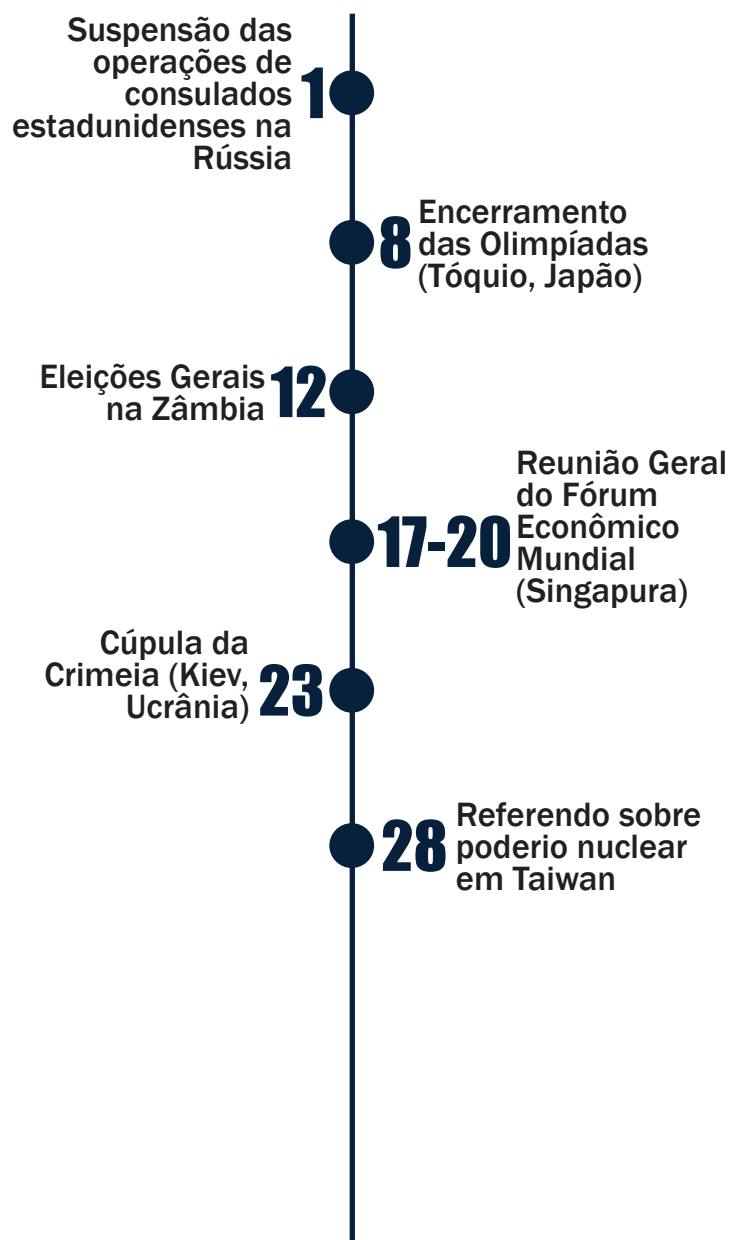 Suspensão das
operações de
consulados
estadunidenses na
Rússia
1
8
Encerramento
das Olimpíadas
(Tóquio, Japão)
Eleições Gerais
na Zâmbia
12
17-20
Reunião Geral
do Fórum
Econômico
Mundial
(Singapura)
Cúpula da
Crimeia (Kiev,
Ucrânia)
23
28
Referendo sobre
poderio nuclear
em Taiwan